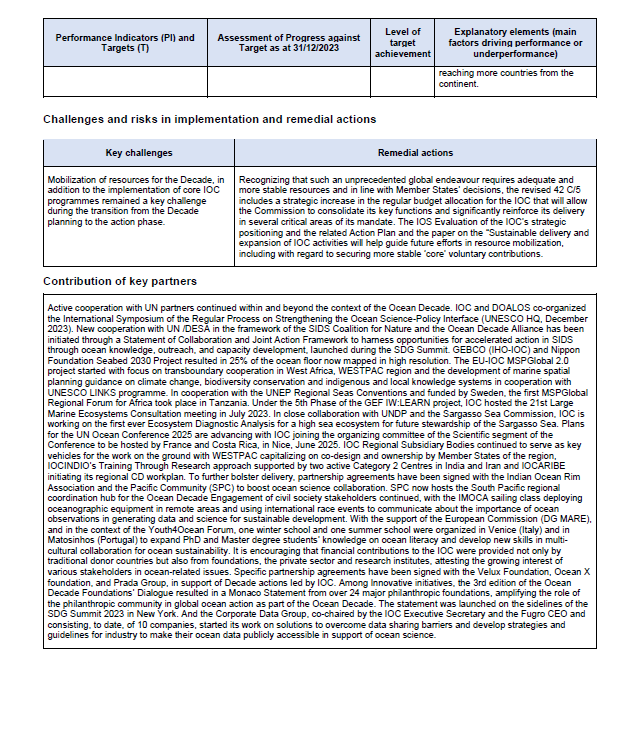 Performance Indicators (PI) and
Targets (T)
Assessment of Progress against
Target as at 31/12/2023
Level of
target
achievement
Explanatory elements (main
factors driving performance or
underperformance)
reaching more countries from the
continent.
Challenges and risks in implementation and remedial actions
Key challenges
Remedial actions
Mobilization of resources for the Decade, in
addition to the implementation of core IOC
programmes remained a key challenge
during the transition from the Decade
planning to the action phase.
Recognizing that such an unprecedented global endeavour requires adequate and
more stable resources and in line with Member States' decisions, the revised 42 C/5
includes a strategic increase in the regular budget allocation for the IOC that will allow
the Commission to consolidate its key functions and significantly reinforce its delivery
in several critical areas of its mandate. The IOS Evaluation of the IOC's strategic
positioning and the related Action Plan and the paper on the "Sustainable delivery and
expansion of IOC activities will help guide future efforts in resource mobilization,
including with regard to securing more stable 'core' voluntary contributions.
Contribution of key partners
Active cooperation with UN partners continued within and beyond the context of the Ocean Decade. IOC and DOALOS co-organized
the International Symposium of the Regular Process on Strengthening the Ocean Science-Policy Interface (UNESCO HQ, December
2023). New cooperation with UN /DESA in the framework of the SIDS Coalition for Nature and the Ocean Decade Alliance has been
initiated through a Statement of Collaboration and Joint Action Framework to harness opportunities for accelerated action in SIDS
through ocean knowledge, outreach, and capacity development, launched during the SDG Summit. GEBCO (IHO-IOC) and Nippon
Foundation Seabed 2030 Project resulted in 25% of the ocean floor now mapped in high resolution. The EU-IOC MSPGlobal 2.0
project started with focus on transboundary cooperation in West Africa, WESTPAC region and the development of marine spatial
planning guidance on climate change, biodiversity conservation and indigenous and local knowledge systems in cooperation with
UNESCO LINKS programme. In cooperation with the UNEP Regional Seas Conventions and funded by Sweden, the first MSPGlobal
Regional Forum for Africa took place in Tanzania. Under the 5th Phase of the GEF IW:LEARN project, IOC hosted the 21st Large
Marine Ecosystems Consultation meeting in July 2023. In close collaboration with UNDP and the Sargasso Sea Commission, IOC is
working on the first ever Ecosystem Diagnostic Analysis for a high sea ecosystem for future stewardship of the Sargasso Sea. Plans
for the UN Ocean Conference 2025 are advancing with IOC joining the organizing committee of the Scientific segment of the
Conference to be hosted by France and Costa Rica, in Nice, June 2025. IOC Regional Subsidiary Bodies continued to serve as key
vehicles for the work on the ground with WESTPAC capitalizing on co-design and ownership by Member States of the region,
IOCINDIO's Training Through Research approach supported by two active Category 2 Centres in India and Iran and IOCARIBE
initiating its regional CD workplan. To further bolster delivery, partnership agreements have been signed with the Indian Ocean Rim
Association and the Pacific Community (SPC) to boost ocean science collaboration. SPC now hosts the South Pacific regional
coordination hub for the Ocean Decade Engagement of civil society stakeholders continued, with the IMOCA sailing class deploying
oceanographic equipment in remote areas and using international race events to communicate about the importance of ocean
observations in generating data and science for sustainable development. With the support of the European Commission (DG MARE),
and in the context of the Youth4Ocean Forum, one winter school and one summer school were organized in Venice (Italy) and in
Matosinhos (Portugal) to expand PhD and Master degree students' knowledge on ocean literacy and develop new skills in multi-
cultural collaboration for ocean sustainability. It is encouraging that financial contributions to the IOC were provided not only by
traditional donor countries but also from foundations, the private sector and research institutes, attesting the growing interest of
various stakeholders in ocean-related issues. Specific partnership agreements have been signed with the Velux Foundation, Ocean X
foundation, and Prada Group, in support of Decade actions led by IOC. Among Innovative initiatives, the 3rd edition of the Ocean
Decade Foundations' Dialogue resulted in a Monaco Statement from over 24 major philanthropic foundations, amplifying the role of
the philanthropic community in global ocean action as part of the Ocean Decade. The statement was launched on the sidelines of the
SDG Summit 2023 in New York. And the Corporate Data Group, co-chaired by the IOC Executive Secretary and the Fugro CEO and
consisting, to date, of 10 companies, started its work on solutions to overcome data sharing barriers and develop strategies and
guidelines for industry to make their ocean data publicly accessible in support of ocean science.